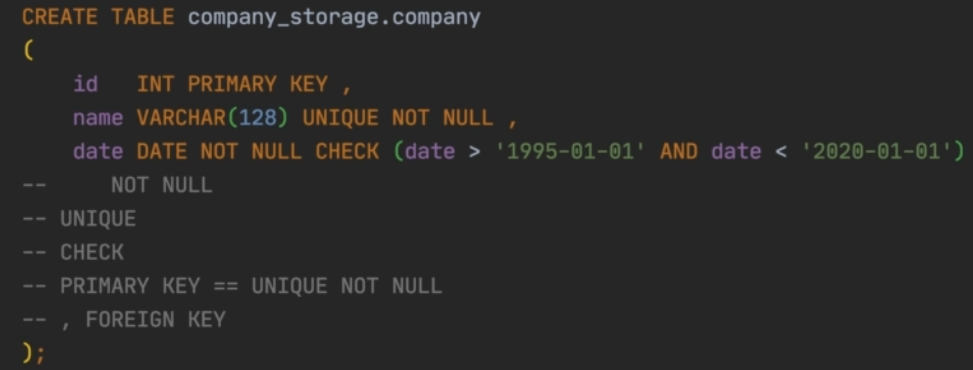 CREATE TABLE company_storage.company
(
    id   INT PRIMARY KEY ,
    name VARCHAR(128) UNIQUE NOT NULL ,
    date DATE NOT NULL CHECK (date > '1995-01-01' AND date < '2020-01-01')
--     NOT NULL
-- UNIQUE
-- CHECK
-- PRIMARY KEY == UNIQUE NOT NULL
-- , FOREIGN KEY
);